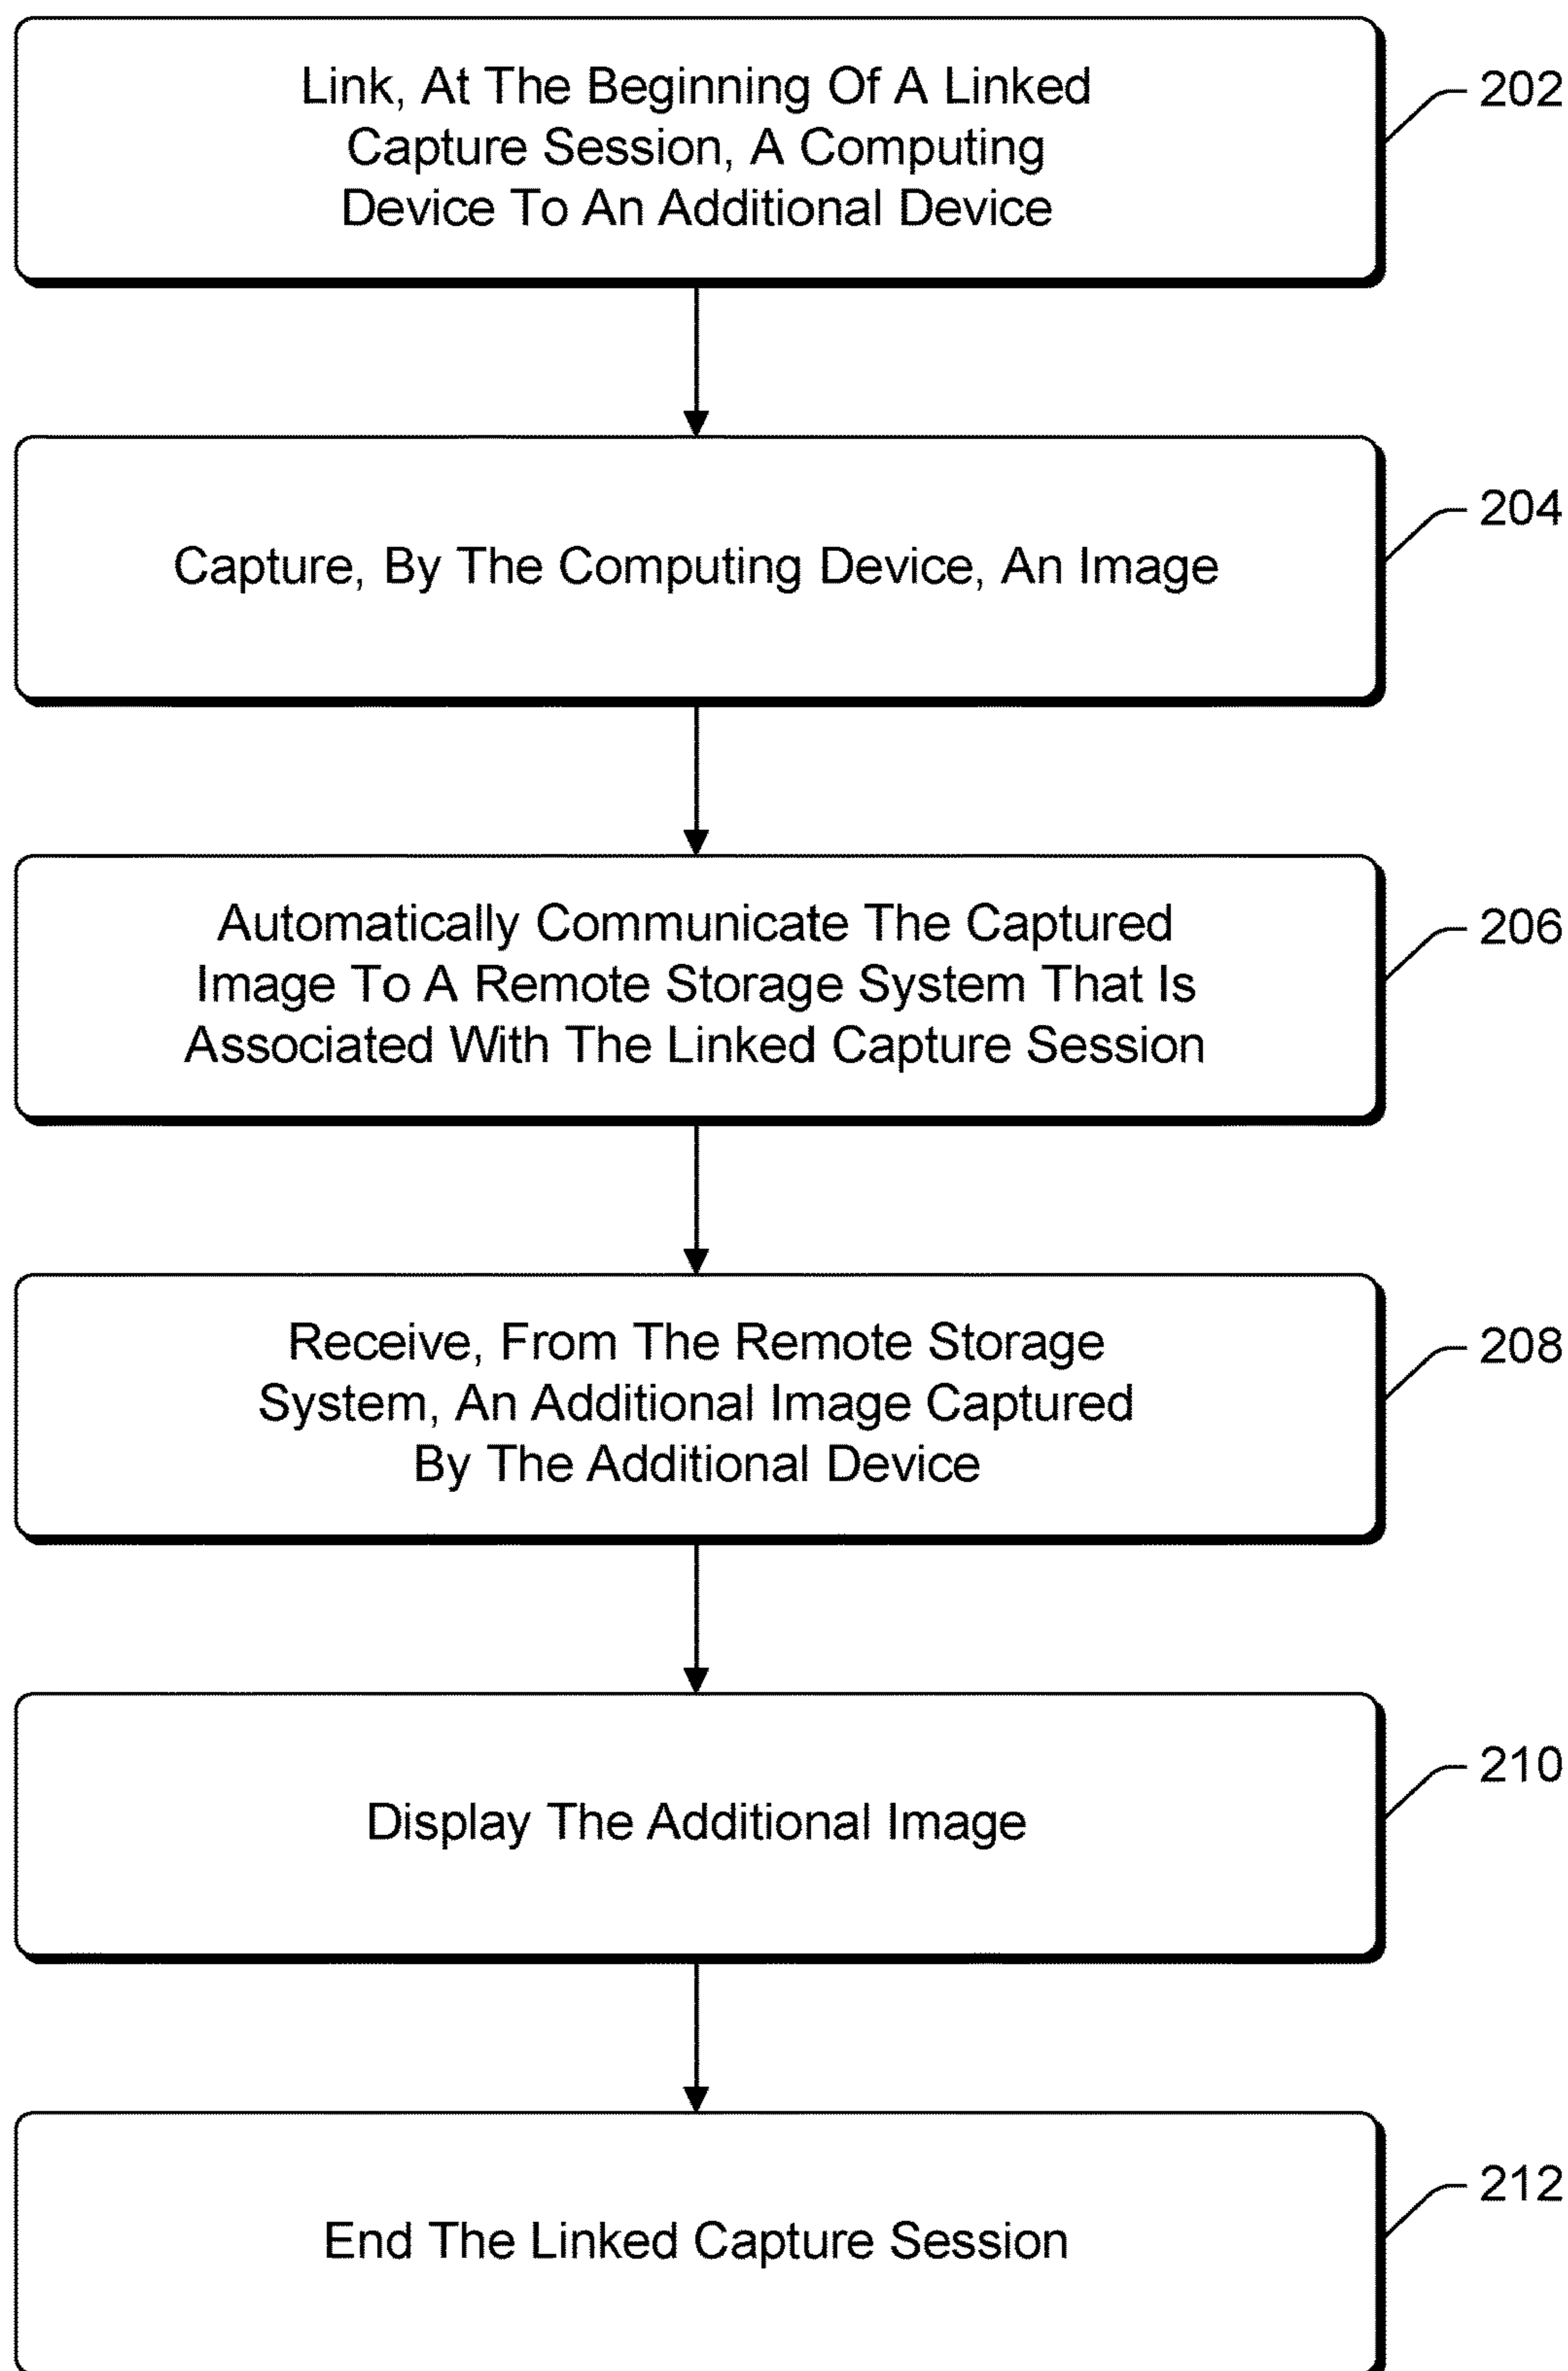 Link, At The Beginning Of A Linked
Capture Session, A Computing
Device To An Additional Device
202
Capture, By The Computing Device, An Image
204
Automatically Communicate The Captured
Image To A Remote Storage System That Is
Associated With The Linked Capture Session
206
Receive, From The Remote Storage
System, An Additional Image Captured
By The Additional Device
208
Display The Additional Image
210
End The Linked Capture Session
212